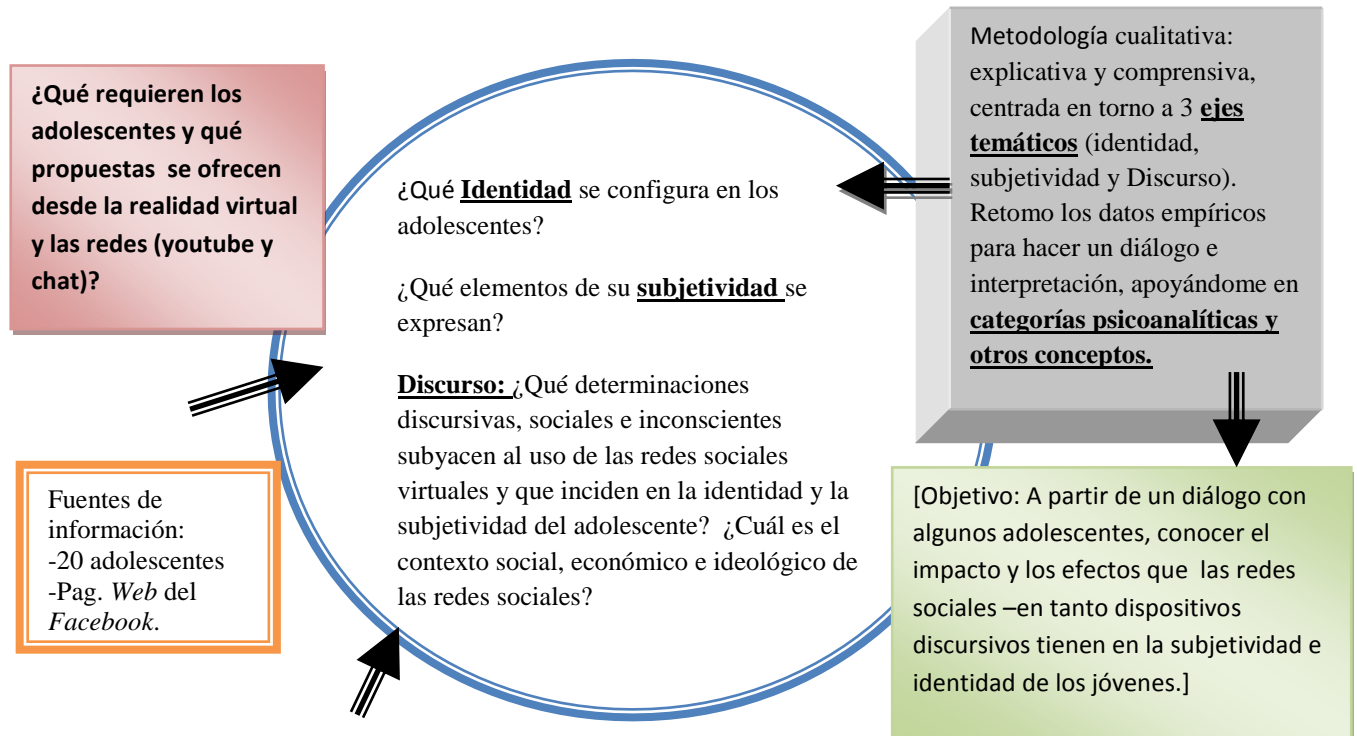 ¿Qué requieren los
adolescentes y qué
propuestas se ofrecen
desde la realidad virtual
y las redes (youtube y
chat)?
Fuentes de
información:
-20 adolescentes
-Pag. Web del
Facebook.
¿Qué Identidad se configura en los
adolescentes?
¿Qué elementos de su subjetividad se
expresan?
Discurso: ¿Qué determinaciones
discursivas, sociales e inconscientes
subyacen al uso de las redes sociales
virtuales y que inciden en la identidad y la
subjetividad del adolescente? ¿Cuál es el
contexto social, económico e ideológico de
las redes sociales?
Metodología cualitativa:
explicativa y comprensiva,
centrada en torno a 3 ejes
temáticos (identidad,
subjetividad y Discurso).
Retomo los datos empíricos
para hacer un diálogo e
interpretación, apoyándome en
categorías psicoanalíticas y
otros conceptos.
[Objetivo: A partir de un diálogo con
algunos adolescentes, conocer el
impacto y los efectos que las redes
sociales –en tanto dispositivos
discursivos tienen en la subjetividad e
identidad de los jóvenes.]